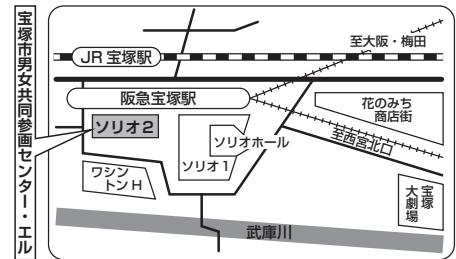 宝塚市男女共同参画センター・エル
JR 宝塚駅
至大阪・梅田
阪急宝塚駅
花のみち
商店街
ソリオ2
ソリオホール
ソリオ1
至西宮北口
ワシン
トンH
宝塚
大劇場
武庫川